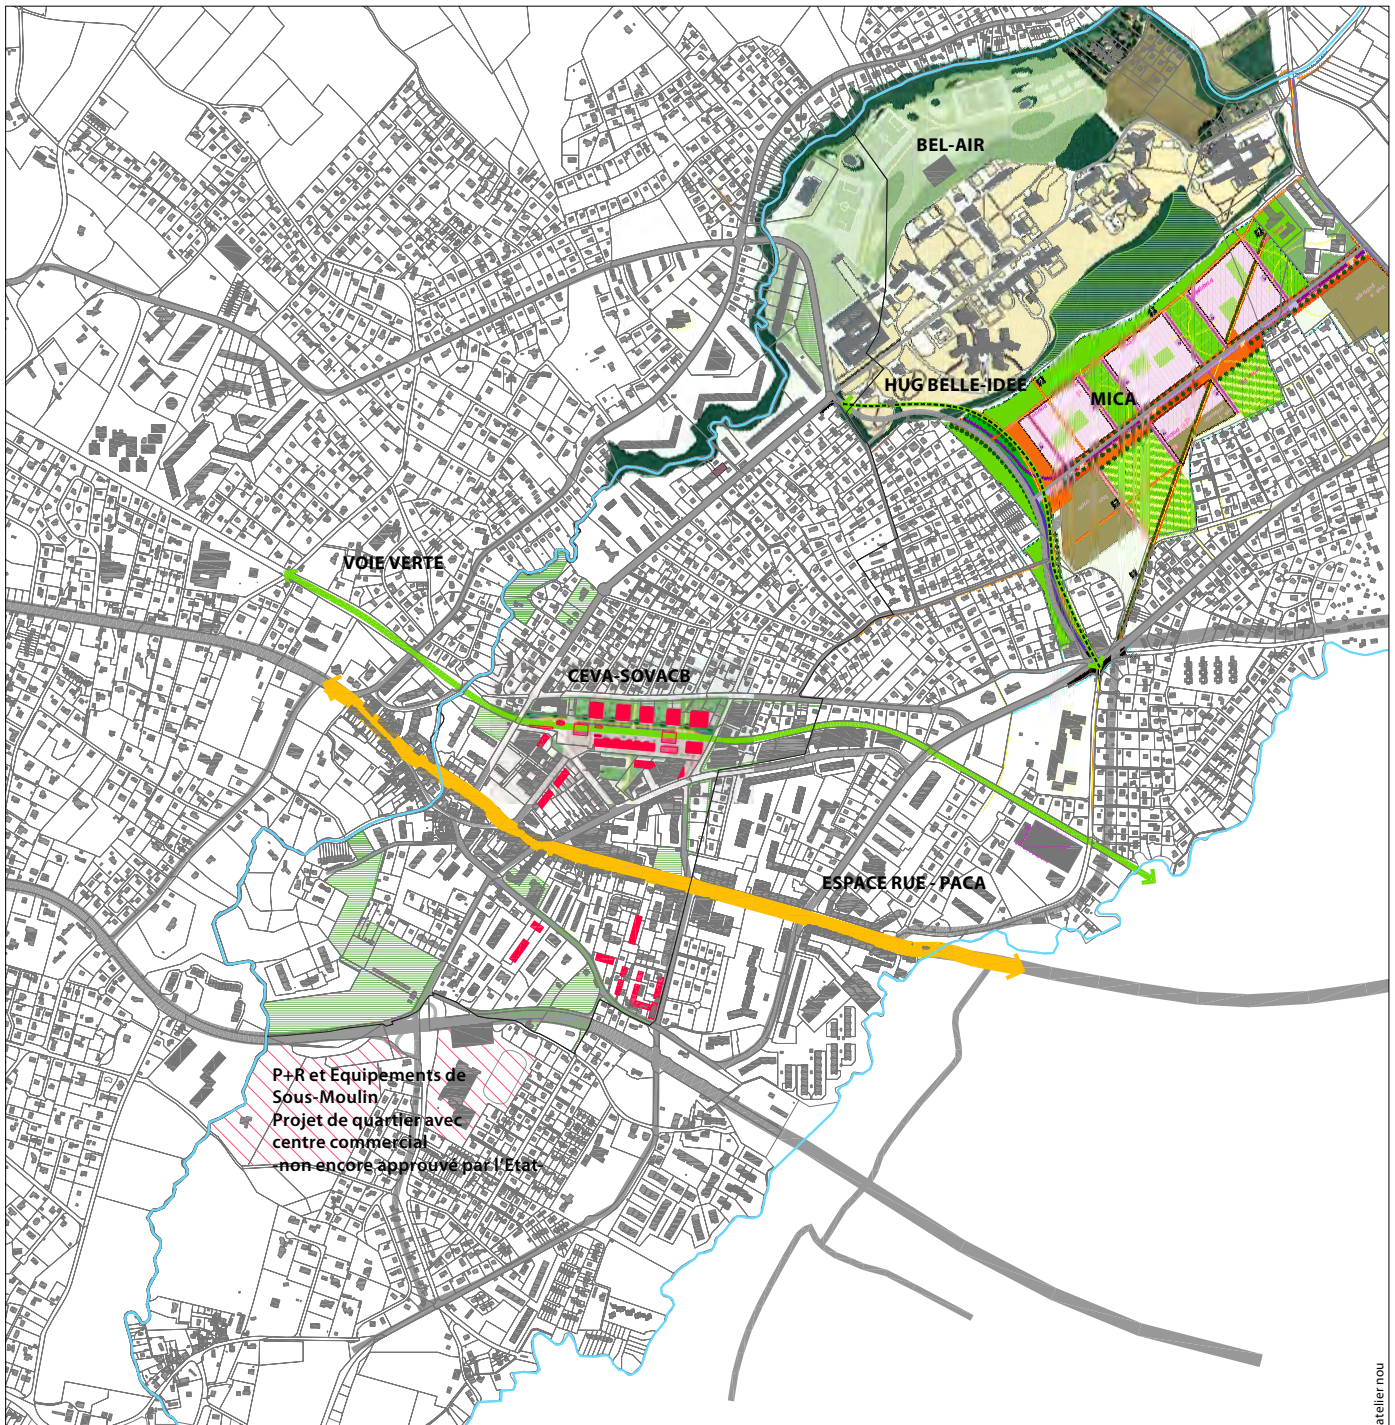 BEL-AIR
HUG BELLE-IDEE
MICA
VOIE VERTE
CEVA-SOVACB
ESPACE RUE - PACA
P+R et Equipements de
Sous-Moulin
Projet de quartier avec
centre commercial
-non encore approuvé par l'Etat-
atelier nou